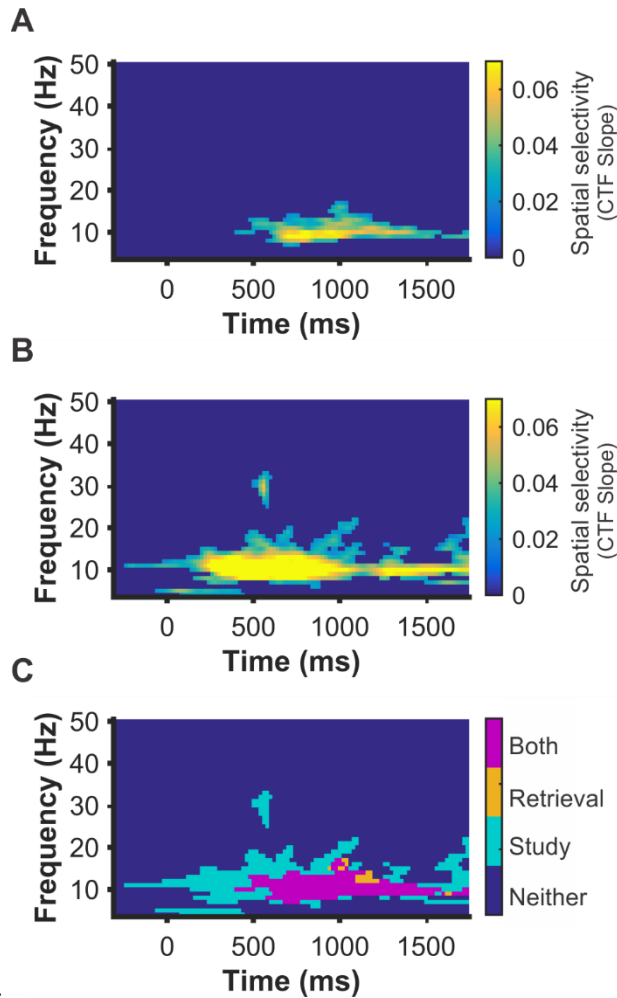 A
Frequency (Hz)
50
40
30
20
10
0 500 1000 1500
Time (ms)
0.06
0.04
0.02
0
Spatial selectivity
(CTF Slope)
B
Frequency (Hz)
50
40
30
20
10
0 500 1000 1500
Time (ms)
0.06
0.04
0.02
0
Spatial selectivity
(CTF Slope)
C
Frequency (Hz)
50
40
30
20
10
0 500 1000 1500
Time (ms)
Both
Retrieval
Study
Neither